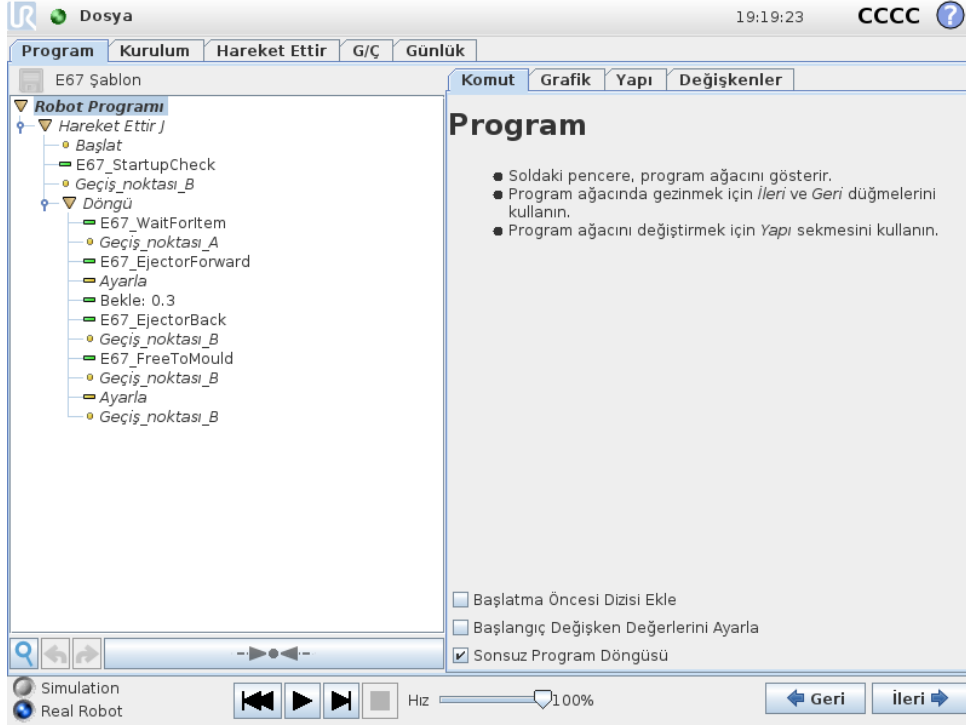 Dosya
19:19:23
CCCC
?
Program
Kurulum
Hareket Ettir
G/Ç
Günlük
E67 Şablon
Robot Programı
Hareket Ettir J
Başlat
E67_StartupCheck
Geçiş_noktası_B
Döngü
E67_WaitForItem
Geçiş_noktası_A
E67_EjectorForward
Ayarla
Bekle: 0.3
E67_EjectorBack
Geçiş_noktası_B
E67_FreeToMould
Geçiş_noktası_B
Ayarla
Geçiş_noktası_B
Komut
Grafik
Yapı
Değişkenler
Program
Soldaki pencere, program ağacını gösterir.
Program ağacında gezinmek için İleri ve Geri düğmelerini
kullanın.
Program ağacını değiştirmek için Yapı sekmesini kullanın.
Başlatma Öncesi Dizisi Ekle
Başlangıç Değişken Değerlerini Ayarla
Sonsuz Program Döngüsü
Simulation
Real Robot
Hız
100%
Geri
İleri